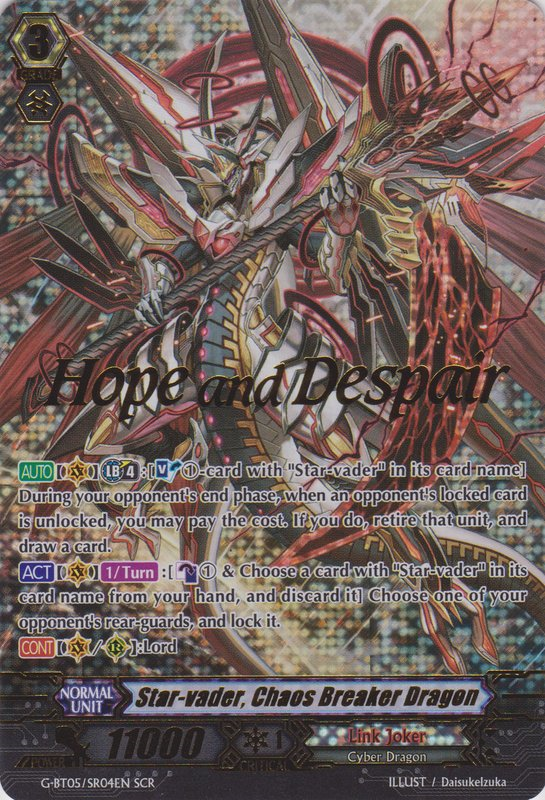 3
GRADE
Hope and Despair
AUTO【V】LB4:[V①-card with "Star-vader" in its card name]
During your opponent's end phase, when an opponent's locked card
is unlocked, you may pay the cost. If you do, retire that unit, and
draw a card.
ACT【V】1/Turn:[① & Choose a card with "Star-vader" in its
card name from your hand, and discard it] Choose one of your
opponent's rear-guards, and lock it.
CONT【V/R】:Lord
NORMAL
UNIT
Star-vader, Chaos Breaker Dragon
POWER 11000 1 CRITICAL
Link Joker
Cyber Dragon
G-BT05/SR04EN SCR
ILLUST / DaisukeIzuka